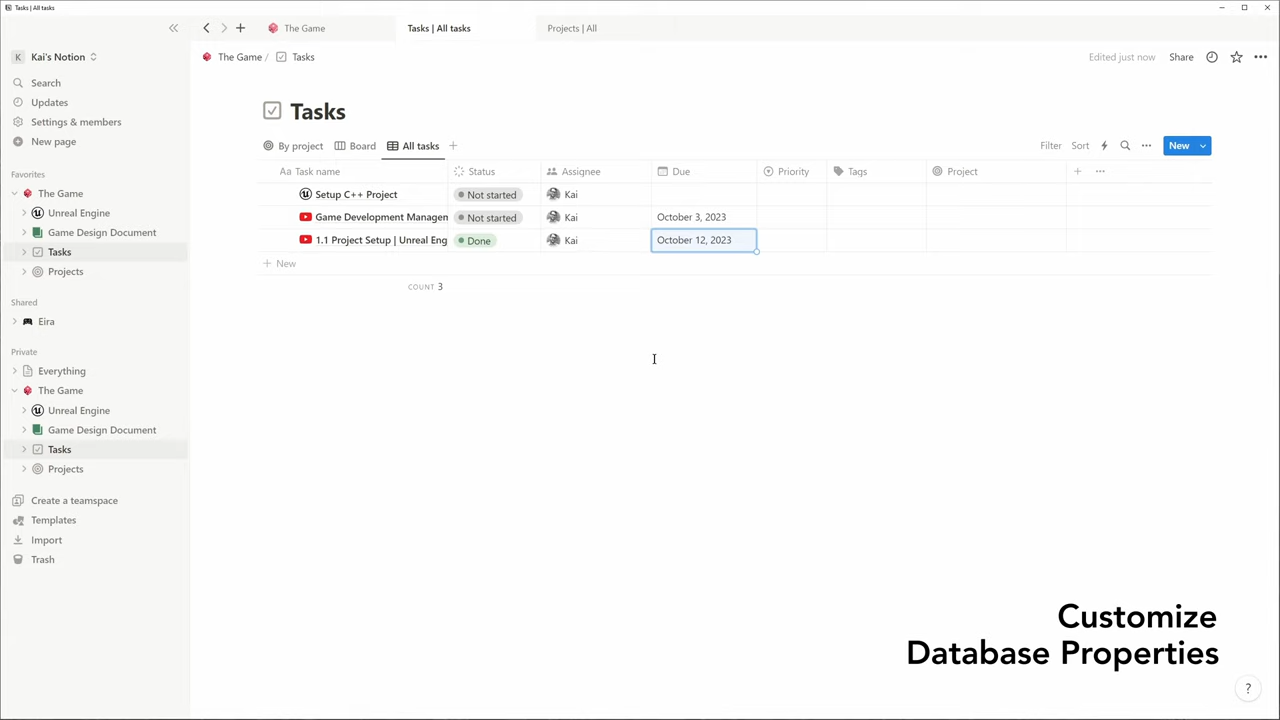 Tasks | All tasks
The Game
Tasks | All tasks
Projects | All
K Kai's Notion
The Game / Tasks
Edited just now Share
Search
Updates
Settings & members
New page
Favorites
The Game
Unreal Engine
Game Design Document
Tasks
Projects
Shared
Eira
Private
Everything
The Game
Unreal Engine
Game Design Document
Tasks
Projects
Create a teamspace
Templates
Import
Trash
Tasks
By project Board All tasks
Filter Sort New
Aa Task name Status Assignee Due Priority Tags Project
Setup C++ Project Not started Kai
Game Development Managem Not started Kai October 3, 2023
1.1 Project Setup | Unreal Eng Done Kai October 12, 2023
+ New
COUNT 3
Customize
Database Properties
?